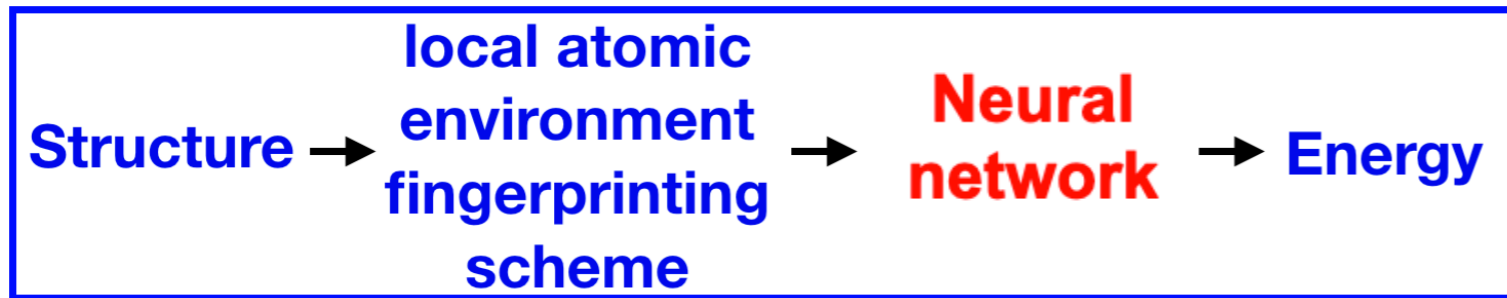 Structure
local atomic
environment
fingerprinting
scheme
Neural
network
Energy